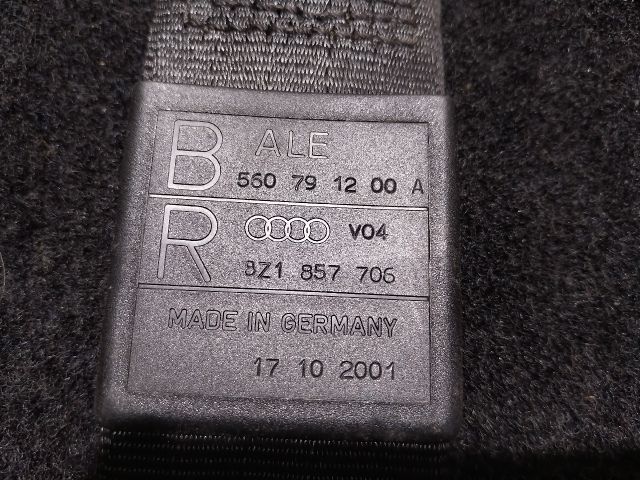 B ALE
560 79 12 00 A
R V04
8Z1 857 706
MADE IN GERMANY
17 10 2001